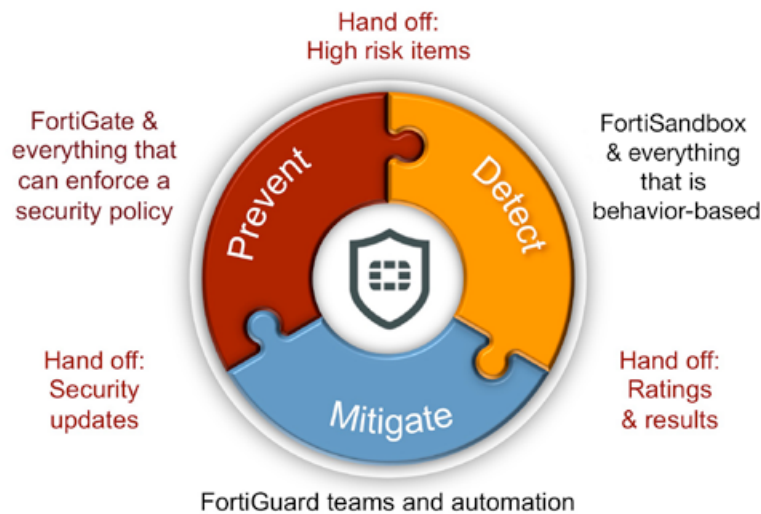 Hand off:
High risk items
FortiGate &
everything that
can enforce a
security policy
FortiSandbox
& everything
that is
behavior-based
Prevent
Detect
Hand off:
Security
updates
Hand off:
Ratings
& results
Mitigate
FortiGuard teams and automation